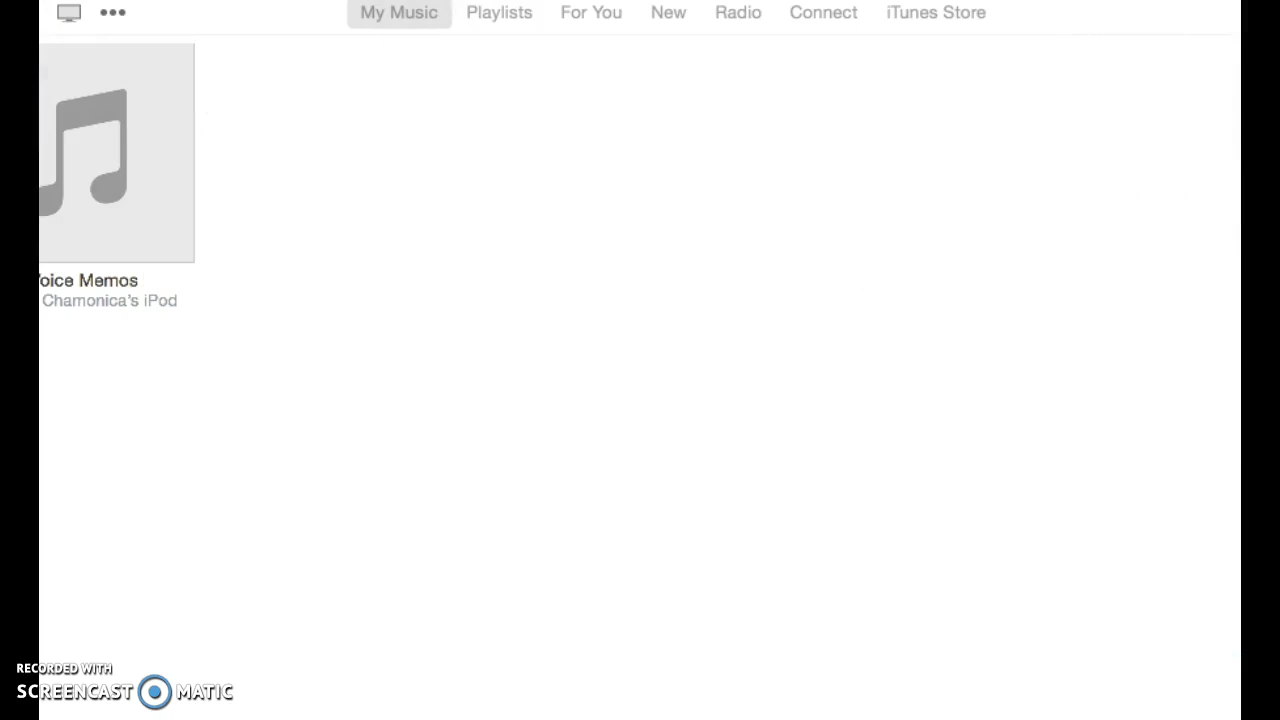 My Music Playlists For You New Radio Connect iTunes Store
oice Memos
Chamonica's iPod
RECORDED WITH
SCREENCAST MATIC